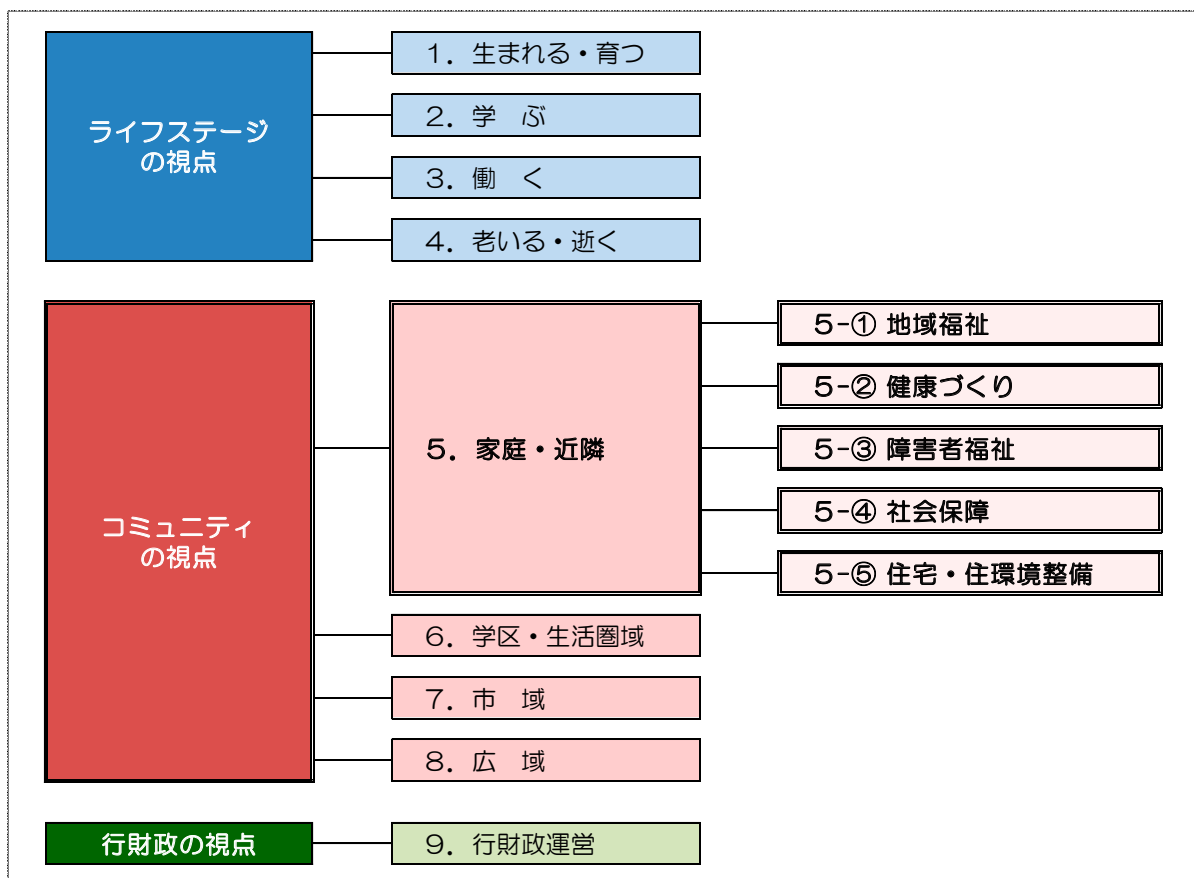 ライフステージ
の視点
１．生まれる・育つ
２．学　ぶ
３．働　く
４．老いる・逝く
コミュニティ
の視点
５．家庭・近隣
５-① 地域福祉
５-② 健康づくり
５-③ 障害者福祉
５-④ 社会保障
５-⑤ 住宅・住環境整備
６．学区・生活圏域
７．市　域
８．広　域
行財政の視点
９．行財政運営